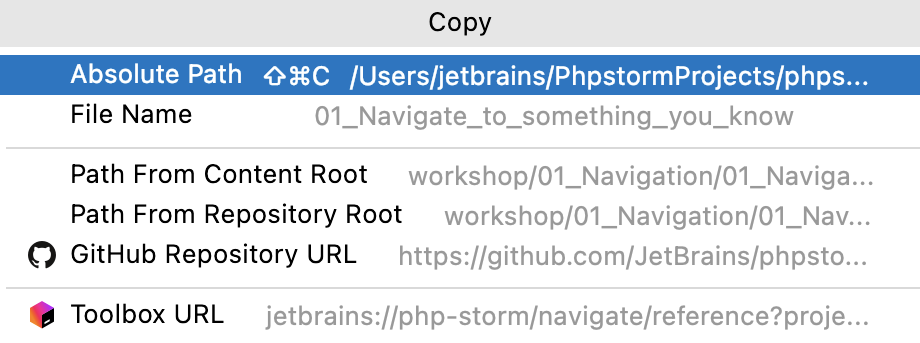 Copy
Absolute Path ⇧⌘C /Users/jetbrains/PhpstormProjects/phps...
File Name 01_Navigate_to_something_you_know
Path From Content Root workshop/01_Navigation/01_Naviga...
Path From Repository Root workshop/01_Navigation/01_Nav...
GitHub Repository URL https://github.com/JetBrains/phpsto...
Toolbox URL jetbrains://php-storm/navigate/reference?proje...